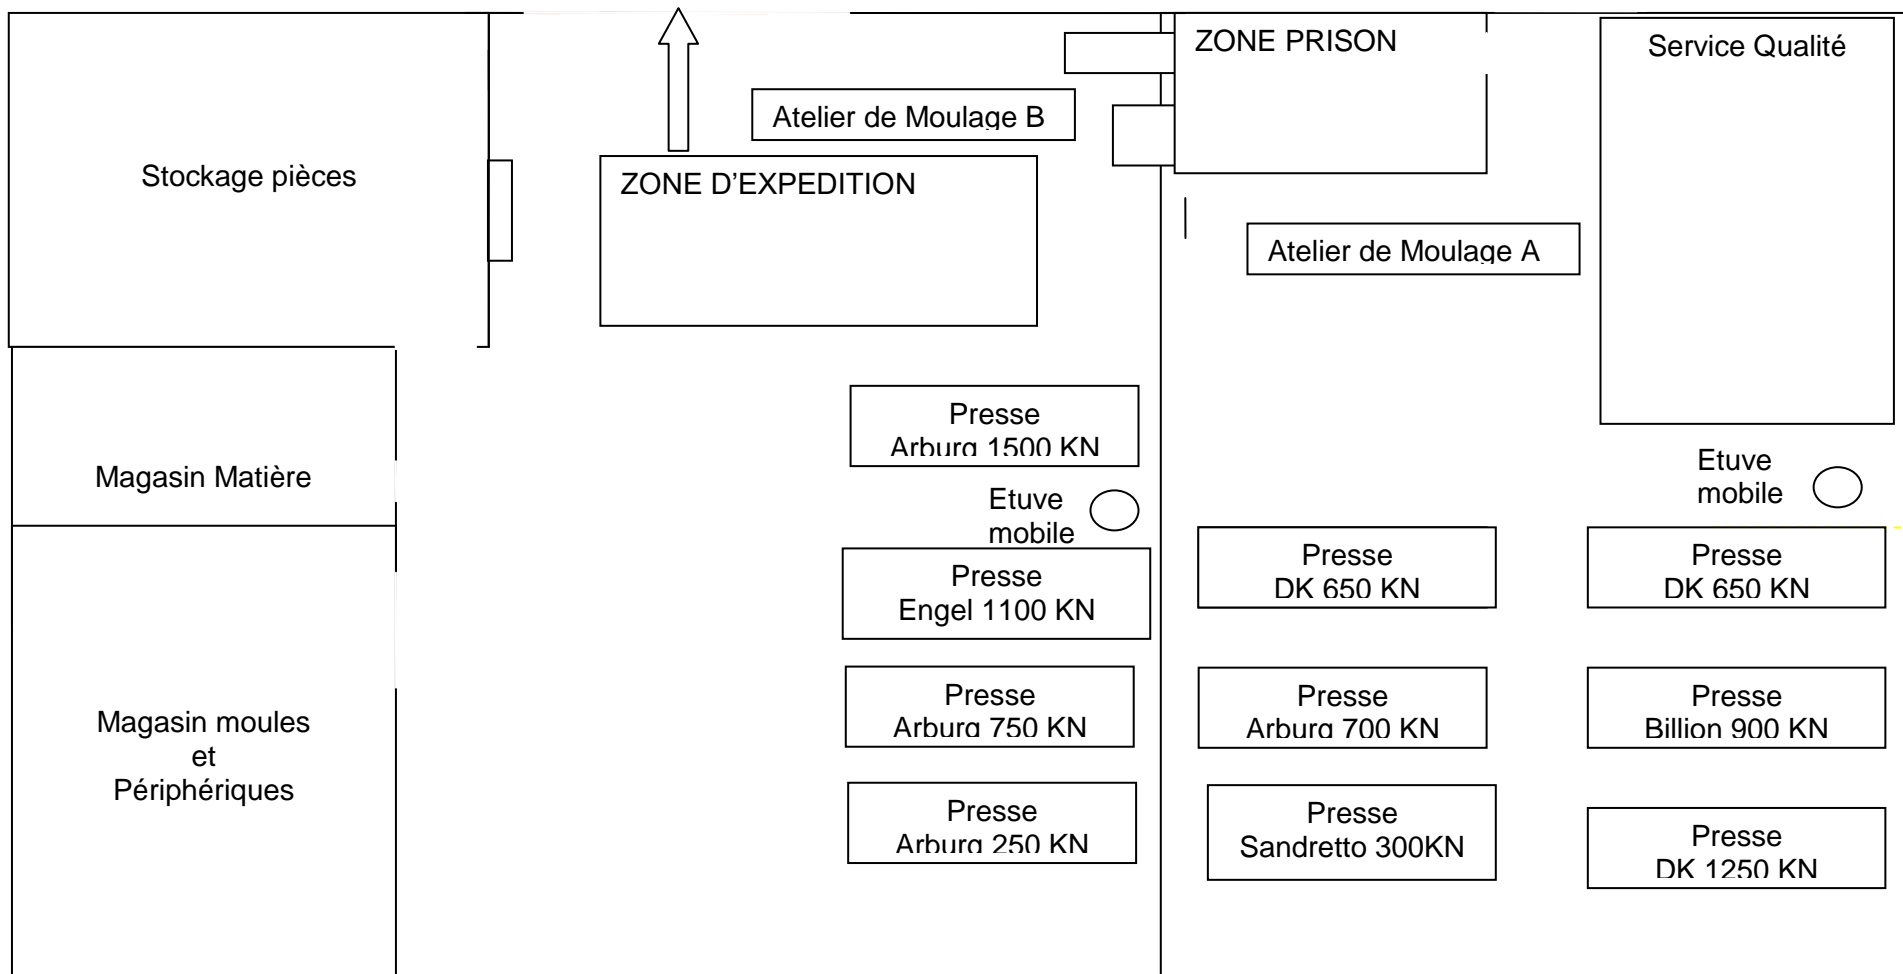 ZONE PRISON
Service Qualité
Atelier de Moulage B
Stockage pièces
ZONE D'EXPEDITION
Atelier de Moulage A
Presse
Arburg 1500 KN
Magasin Matière
Etuve
mobile
Etuve
mobile
Presse
Engel 1100 KN
Presse
DK 650 KN
Presse
DK 650 KN
Magasin moules
et
Périphériques
Presse
Arburg 750 KN
Presse
Arburg 700 KN
Presse
Billion 900 KN
Presse
Arburg 250 KN
Presse
Sandretto 300KN
Presse
DK 1250 KN